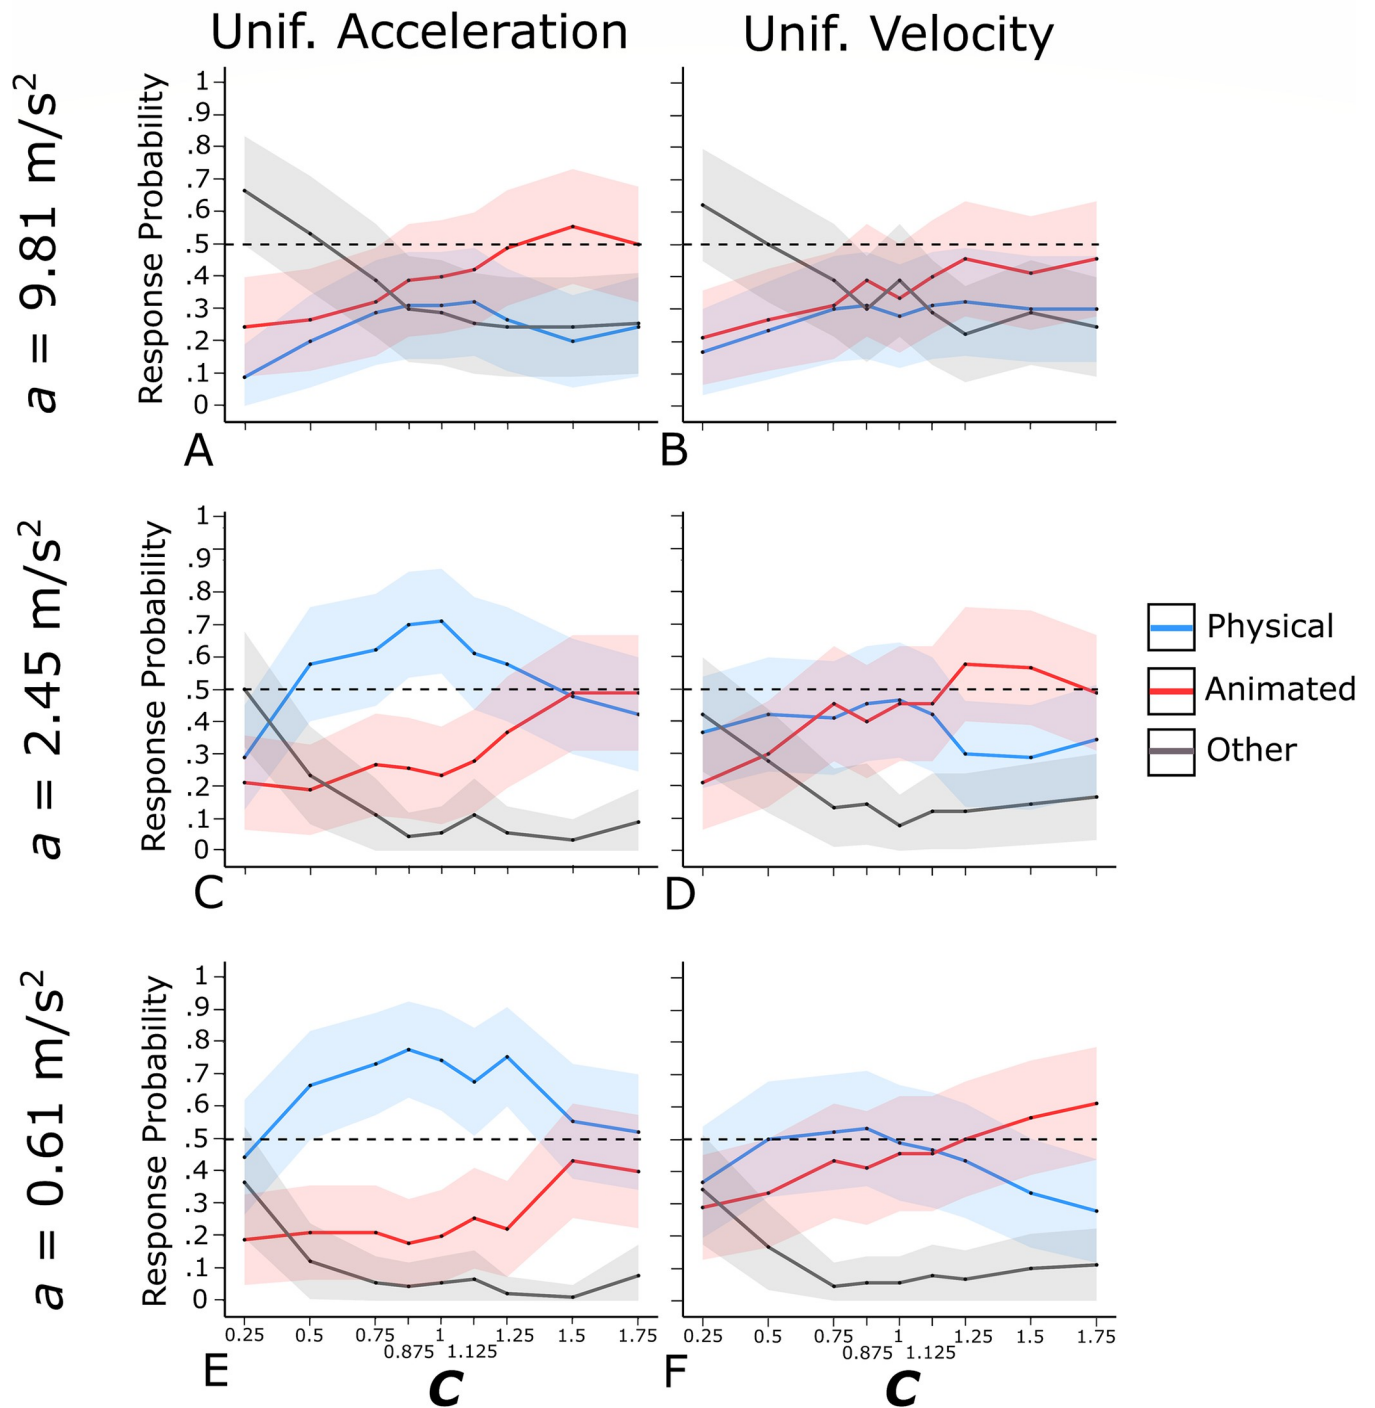 Unif. Acceleration
Unif. Velocity
a = 9.81 m/s²
Response Probability
1
.9
.8
.7
.6
.5
.4
.3
.2
.1
0
A
B
a = 2.45 m/s²
Response Probability
1
.9
.8
.7
.6
.5
.4
.3
.2
.1
0
C
D
Physical
Animated
Other
a = 0.61 m/s²
Response Probability
1
.9
.8
.7
.6
.5
.4
.3
.2
.1
0
0.25 0.5 0.75 1 1.25 1.5 1.75
0.875 1.125
0.25 0.5 0.75 1 1.25 1.5 1.75
0.875 1.125
E
F
C
C